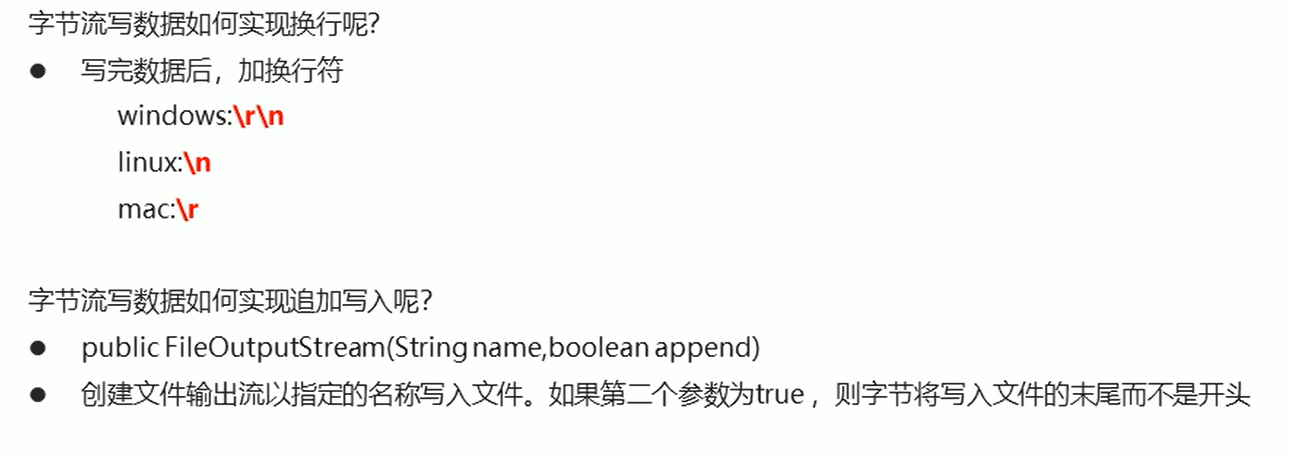 字节流写数据如何实现换行呢?
● 写完数据后，加换行符
windows:\r\n
linux:\n
mac:\r
字节流写数据如何实现追加写入呢?
● public FileOutputStream(String name,boolean append)
● 创建文件输出流以指定的名称写入文件。如果第二个参数为true ，则字节将写入文件的末尾而不是开头